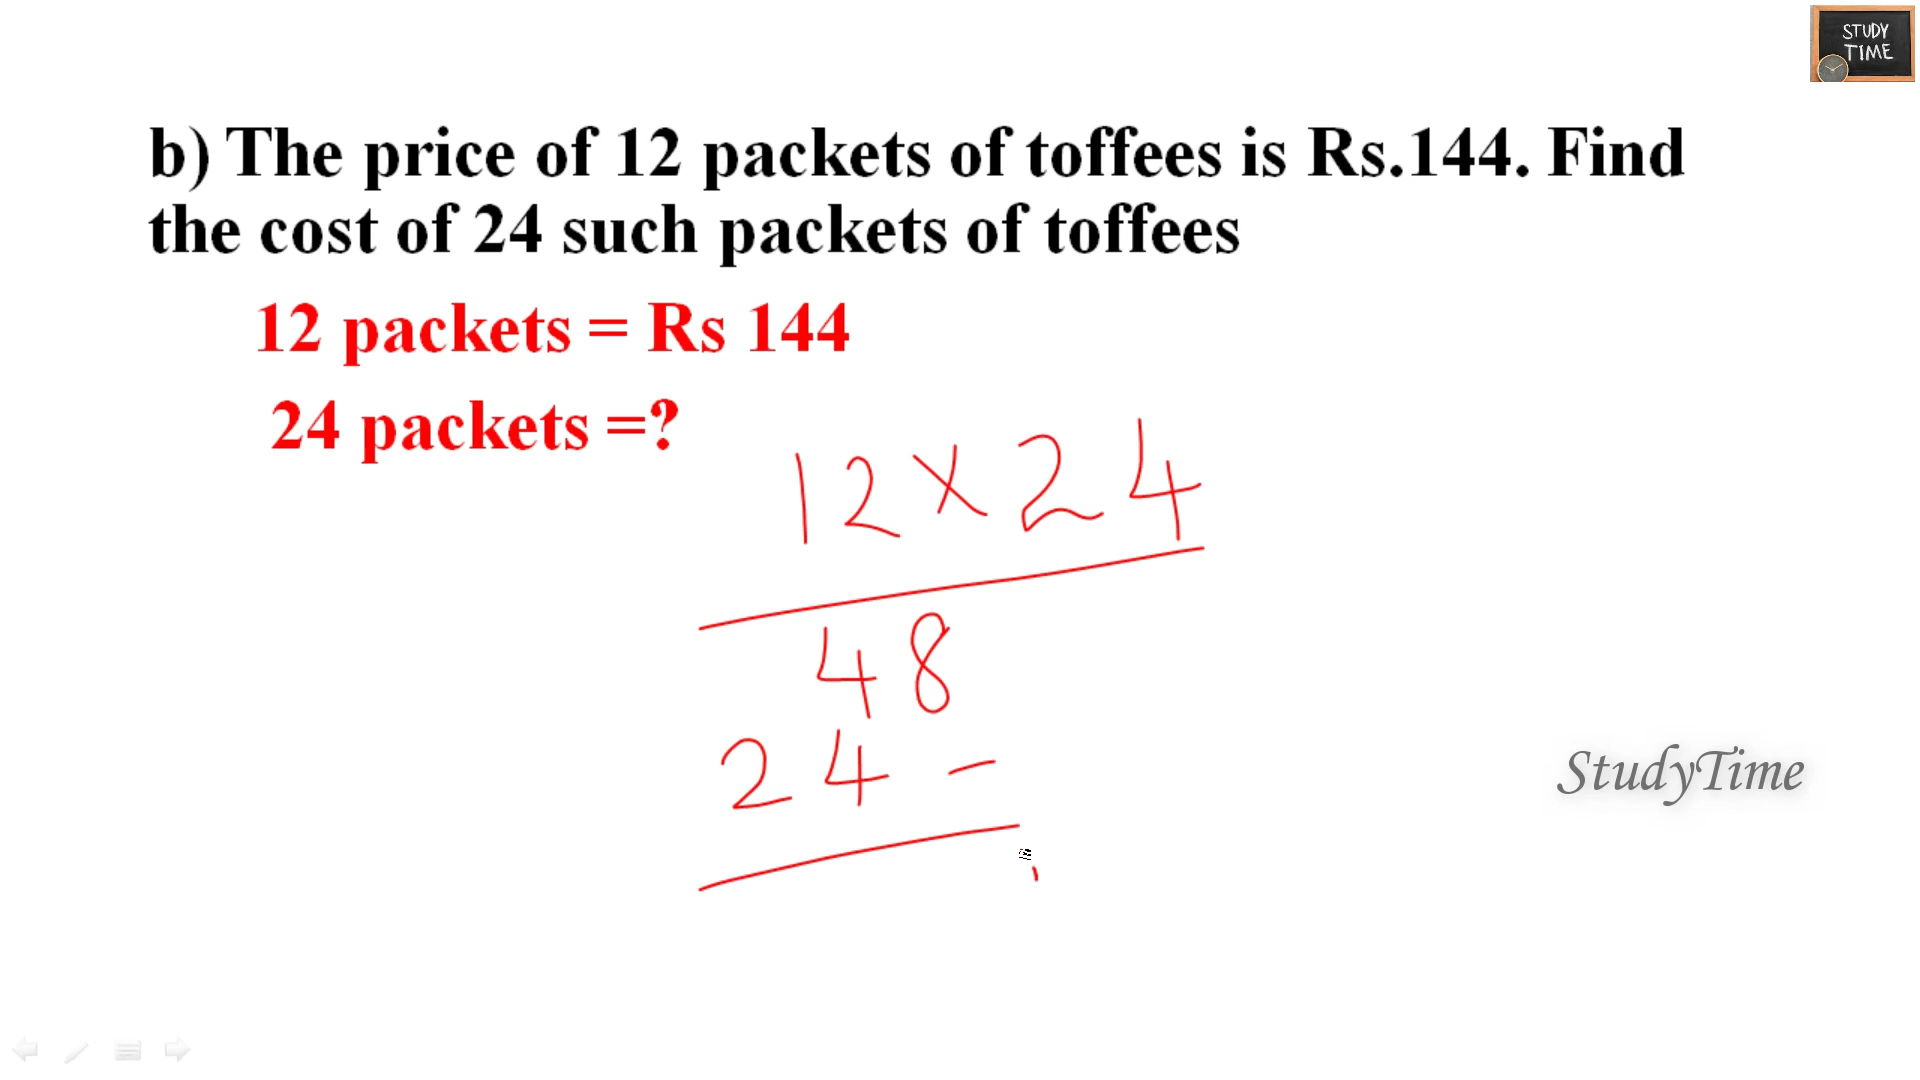 STUDY
TIME
b) The price of 12 packets of toffees is Rs.144. Find
the cost of 24 such packets of toffees
12 packets = Rs 144
24 packets =?
12 × 24
48
24 –
StudyTime